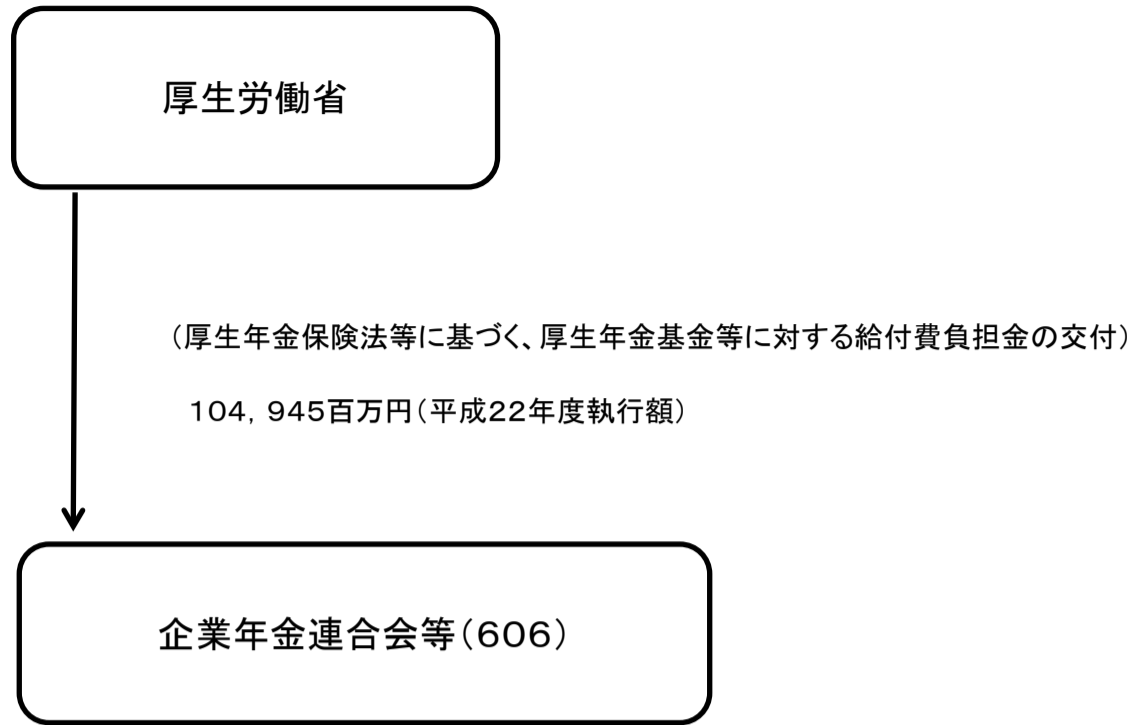 厚生労働省
（厚生年金保険法等に基づく、厚生年金基金等に対する給付費負担金の交付）
１０４，９４５百万円（平成２２年度執行額）
企業年金連合会等（６０６）